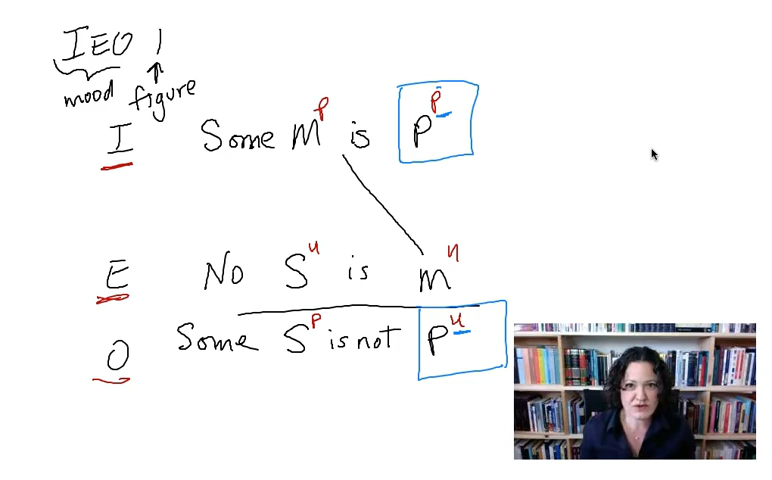 IEO 1
mood figure
I Some M p is P p
E No S u is M u
O Some S p is not P u